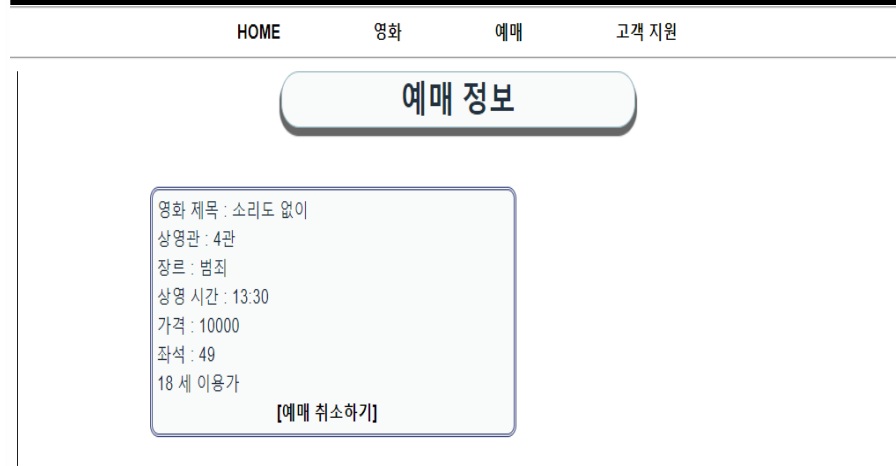 HOME 영화 예매 고객 지원
예매 정보
영화 제목 : 소리도 없이
상영관 : 4관
장르 : 범죄
상영 시간 : 13:30
가격 : 10000
좌석 : 49
18 세 이용가
[예매 취소하기]